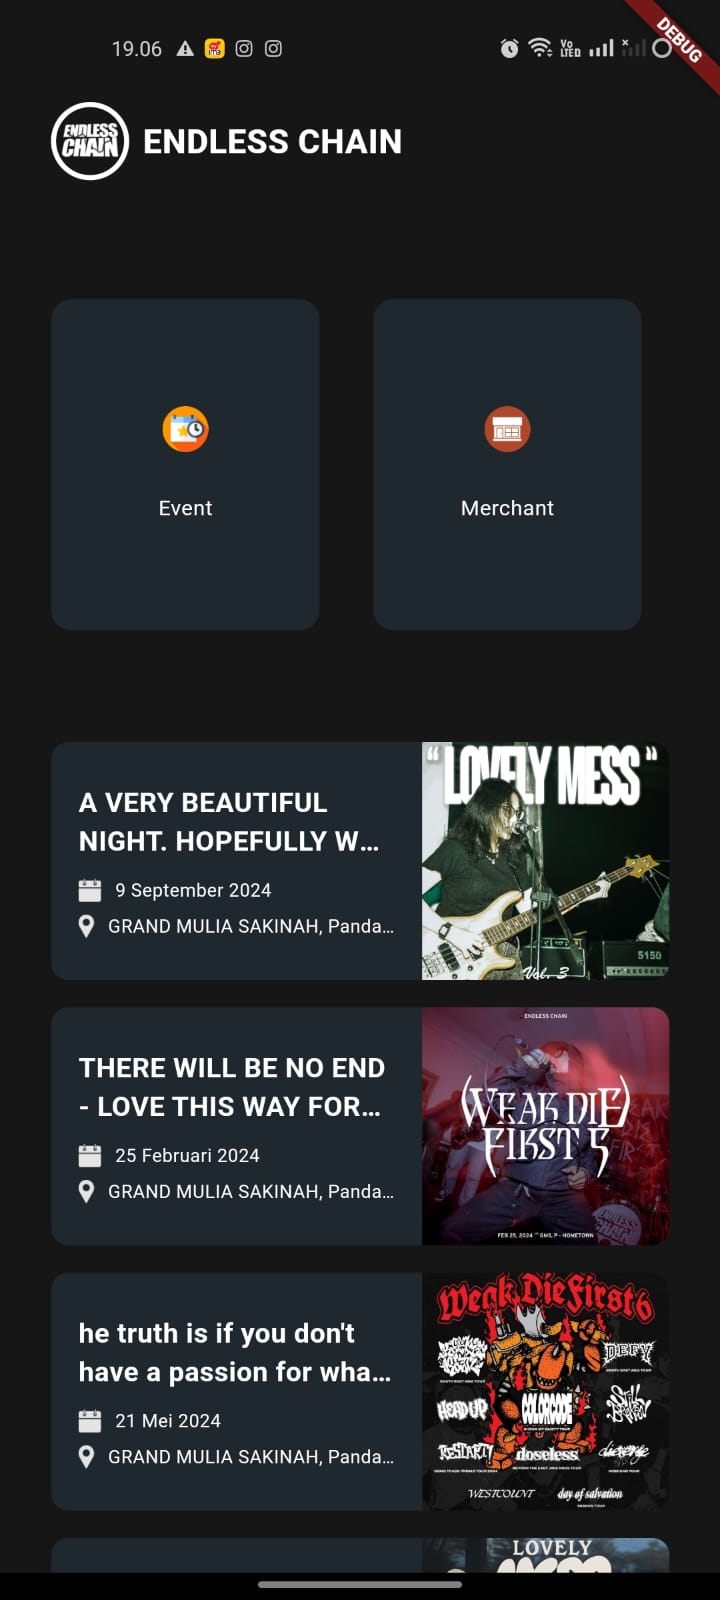 19.06
VoLTED
DEBUG
ENDLESS CHAIN
ENDLESS CHAIN
Event
Merchant
A VERY BEAUTIFUL
NIGHT. HOPEFULLY W...
9 September 2024
GRAND MULIA SAKINAH, Panda...
"LOVELY MESS"
5150
Vol. 3
THERE WILL BE NO END
- LOVE THIS WAY FOR...
25 Februari 2024
GRAND MULIA SAKINAH, Panda...
ENDLESS CHAIN
WEAK DIE
FIRST 5
ENDLESS CHAIN
FEB 25, 2024 — GMS, P - HOMETOWN
he truth is if you don't
have a passion for wha...
21 Mei 2024
GRAND MULIA SAKINAH, Panda...
Weak Die First 6
DEFY
HEAD UP
COLORCODE
RESTART!
doseless
WESTCOUNT
day of salvation
LOVELY